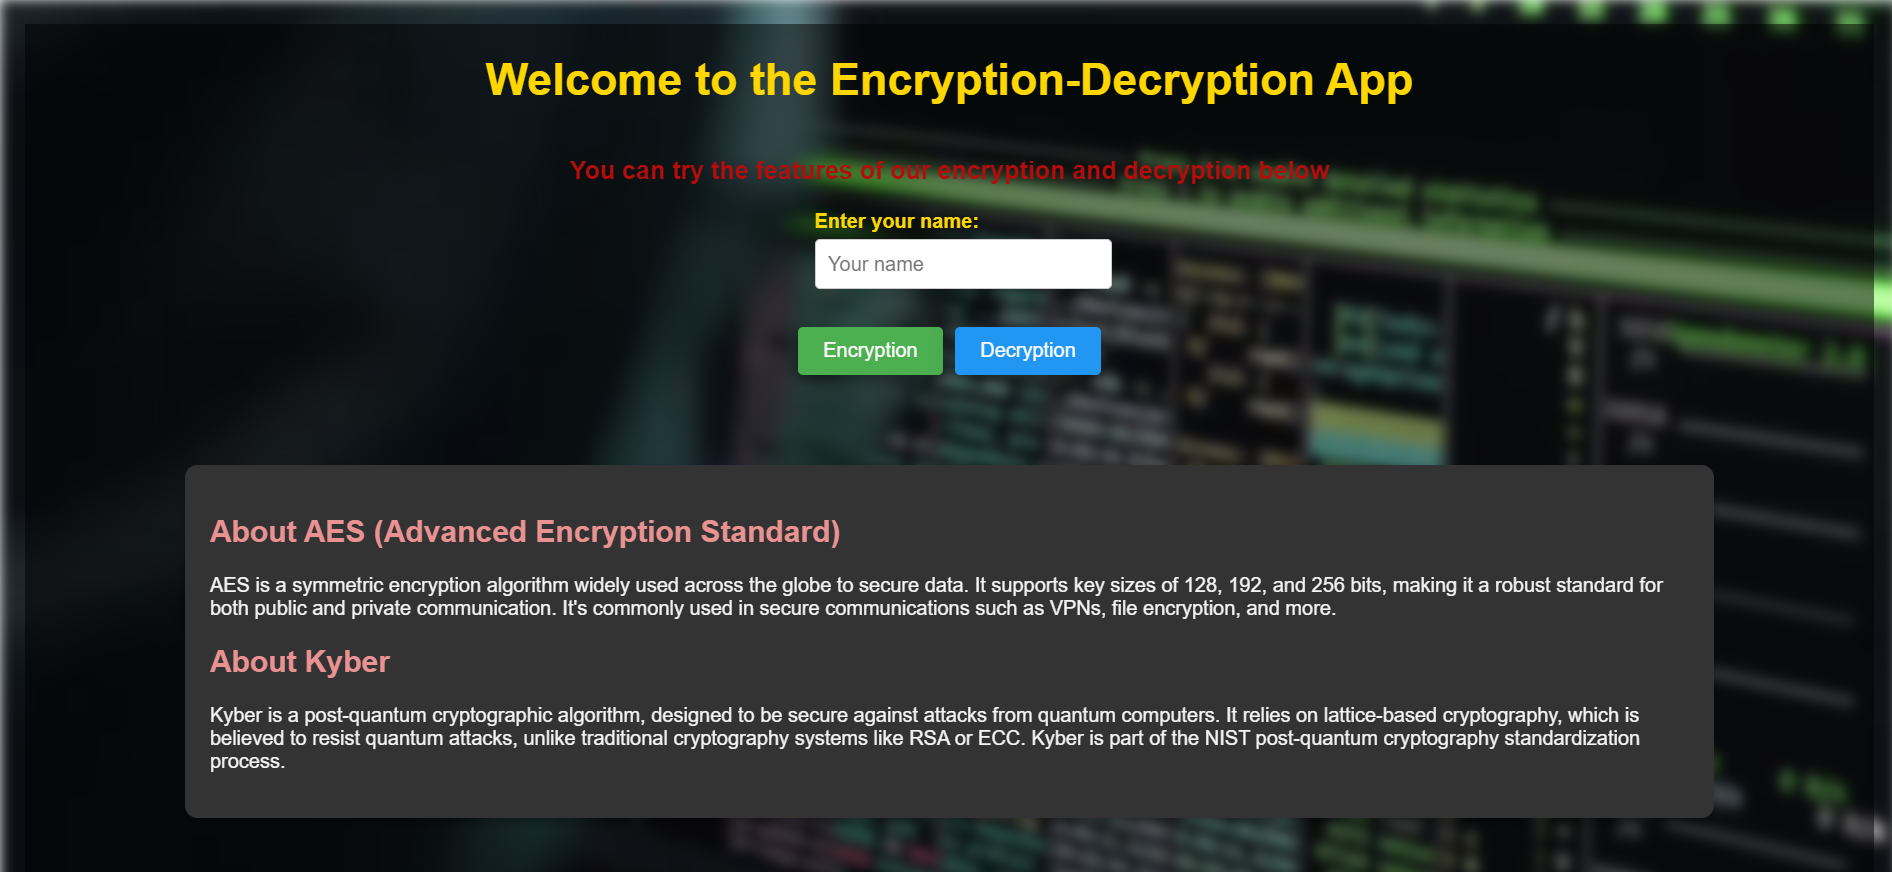 Welcome to the Encryption-Decryption App
You can try the features of our encryption and decryption below
Enter your name:
Your name
Encryption
Decryption
About AES (Advanced Encryption Standard)
AES is a symmetric encryption algorithm widely used across the globe to secure data. It supports key sizes of 128, 192, and 256 bits, making it a robust standard for
both public and private communication. It's commonly used in secure communications such as VPNs, file encryption, and more.
About Kyber
Kyber is a post-quantum cryptographic algorithm, designed to be secure against attacks from quantum computers. It relies on lattice-based cryptography, which is
believed to resist quantum attacks, unlike traditional cryptography systems like RSA or ECC. Kyber is part of the NIST post-quantum cryptography standardization
process.